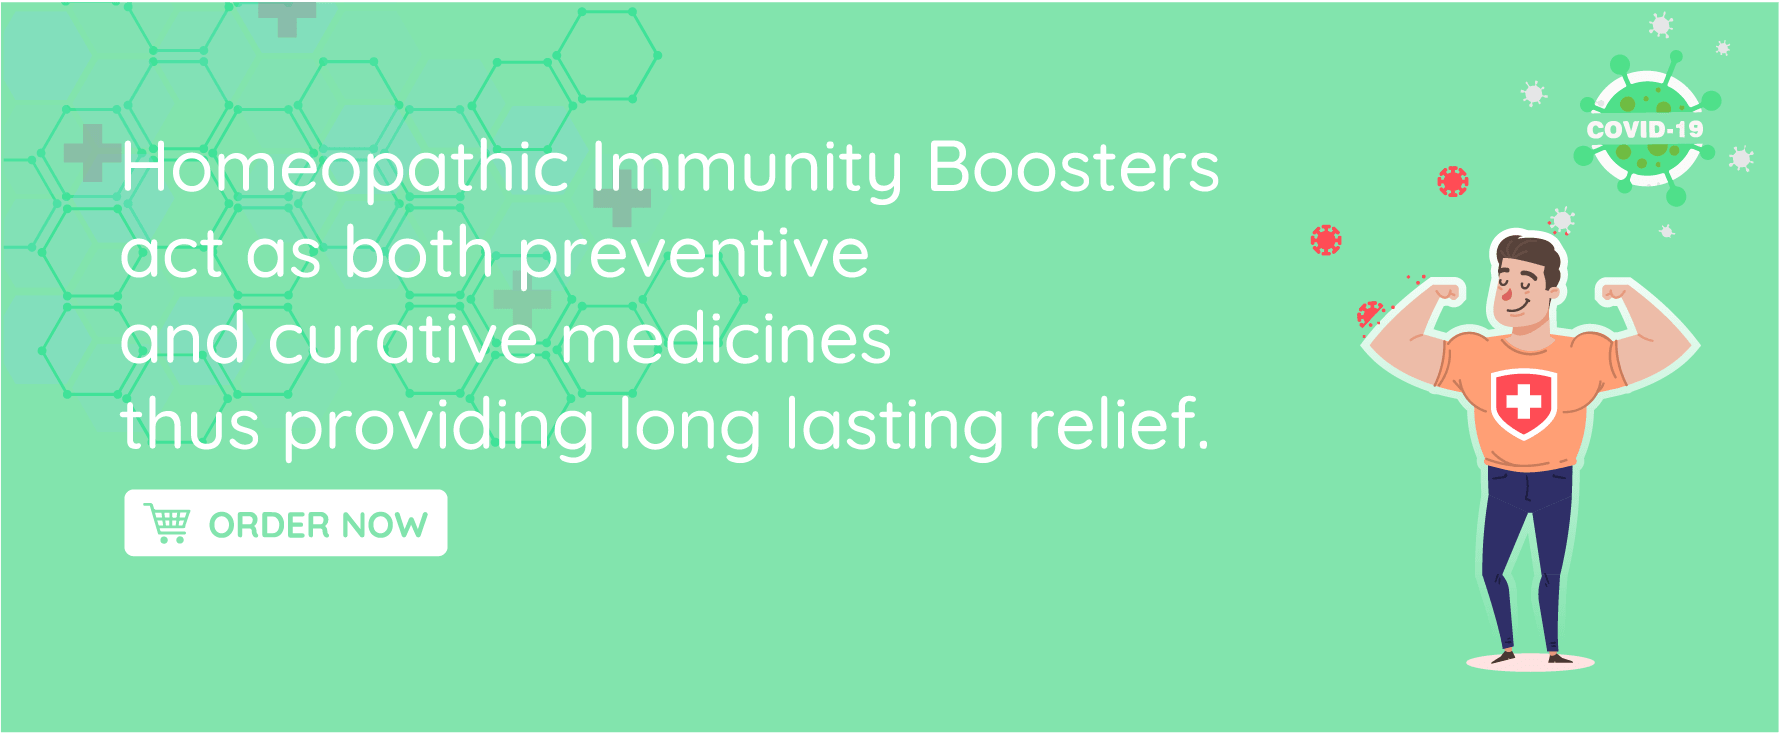 Homeopathic Immunity Boosters
act as both preventive
and curative medicines
thus providing long lasting relief.
ORDER NOW
COVID-19